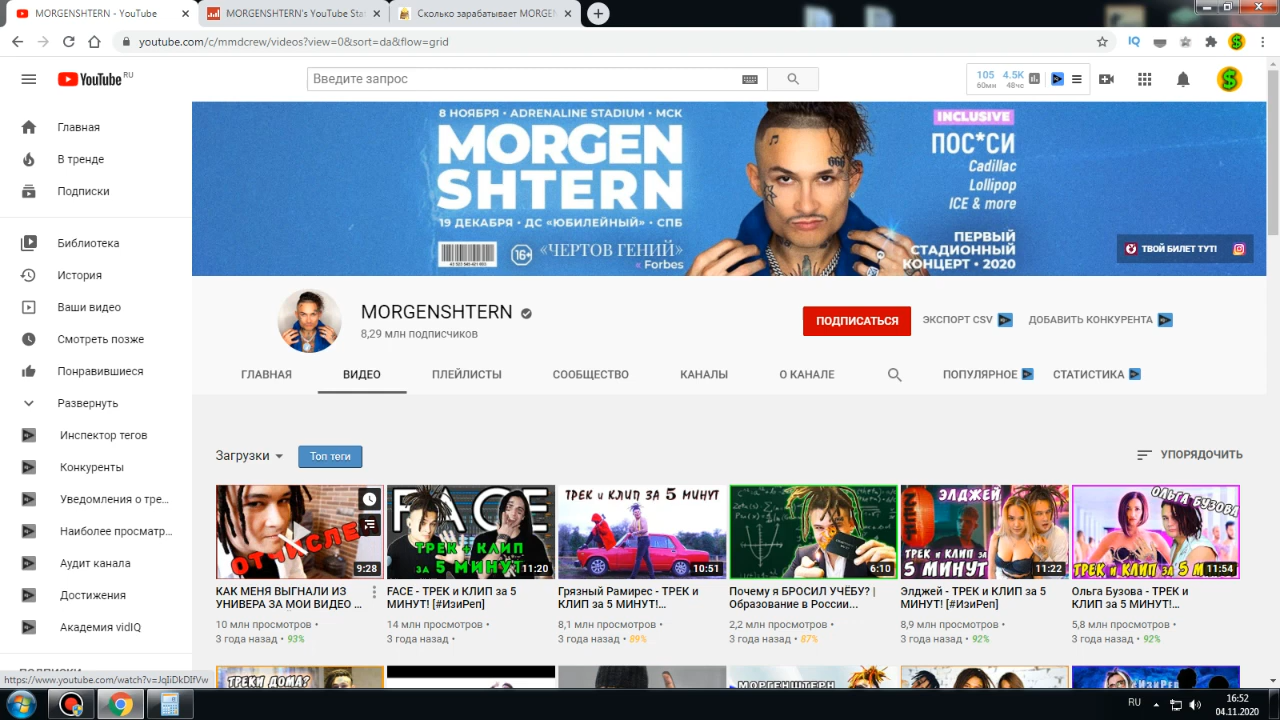 MORGENSHTERN - YouTube
MORGENSHTERN's YouTube Sta
Сколько зарабатывает MORGEN
youtube.com/c/mmdcrew/videos?view=0&sort=da&flow=grid
IQ
YouTube RU
Введите запрос
105
60мн
4.5K
48чс
Главная
В тренде
Подписки
Библиотека
История
Ваши видео
Смотреть позже
Понравившиеся
Развернуть
Инспектор тегов
Конкуренты
Уведомления о тре...
Наиболее просматр...
Аудит канала
Достижения
Академия vidIQ
ПОДПИСКИ
8 НОЯБРЯ • ADRENALINE STADIUM • МСК
MORGEN
SHTERN
19 ДЕКАБРЯ • ДС «ЮБИЛЕЙНЫЙ» • СПБ
16+
«ЧЕРТОВ ГЕНИЙ»
Forbes
666
INCLUSIVE
ПОС*СИ
Cadillac
Lollipop
ICE & more
ПЕРВЫЙ
СТАДИОННЫЙ
КОНЦЕРТ • 2020
ТВОЙ БИЛЕТ ТУТ!
MORGENSHTERN
8,29 млн подписчиков
ПОДПИСАТЬСЯ
ЭКСПОРТ CSV
ДОБАВИТЬ КОНКУРЕНТА
ГЛАВНАЯ
ВИДЕО
ПЛЕЙЛИСТЫ
СООБЩЕСТВО
КАНАЛЫ
О КАНАЛЕ
ПОПУЛЯРНОЕ
СТАТИСТИКА
Загрузки
Топ теги
УПОРЯДОЧИТЬ
ОТЧИСЛЕ
9:28
КАК МЕНЯ ВЫГНАЛИ ИЗ
УНИВЕРА ЗА МОИ ВИДЕО ...
10 млн просмотров •
3 года назад • 93%
FACE
ТРЕК + КЛИП
ЗА 5 МИНУТ!
11:20
FACE - ТРЕК и КЛИП за 5
МИНУТ! [#ИзиРеп]
14 млн просмотров •
3 года назад •
ТРЕК и КЛИП ЗА 5 МИНУТ
10:51
Грязный Рамирес - ТРЕК и
КЛИП за 5 МИНУТ!...
8,1 млн просмотров •
3 года назад • 89%
6:10
Почему я БРОСИЛ УЧЁБУ? |
Образование в России...
2,2 млн просмотров •
3 года назад • 87%
ЭЛДЖЕЙ
ТРЕК и КЛИП за
5 МИНУТ
11:22
Элджей - ТРЕК и КЛИП за 5
МИНУТ! [#ИзиРеп]
8,9 млн просмотров •
3 года назад • 92%
ОЛЬГА БУЗОВА
ТРЕК и КЛИП ЗА 5 М
11:54
Ольга Бузова - ТРЕК и
КЛИП за 5 МИНУТ!...
5,8 млн просмотров •
3 года назад • 92%
ТРЕКИ ДОМА?
МОРГЕНШТЕРН
#ИЗИРЕП
https://www.youtube.com/watch?v=JqIiDkDlfVw
RU
16:52
04.11.2020